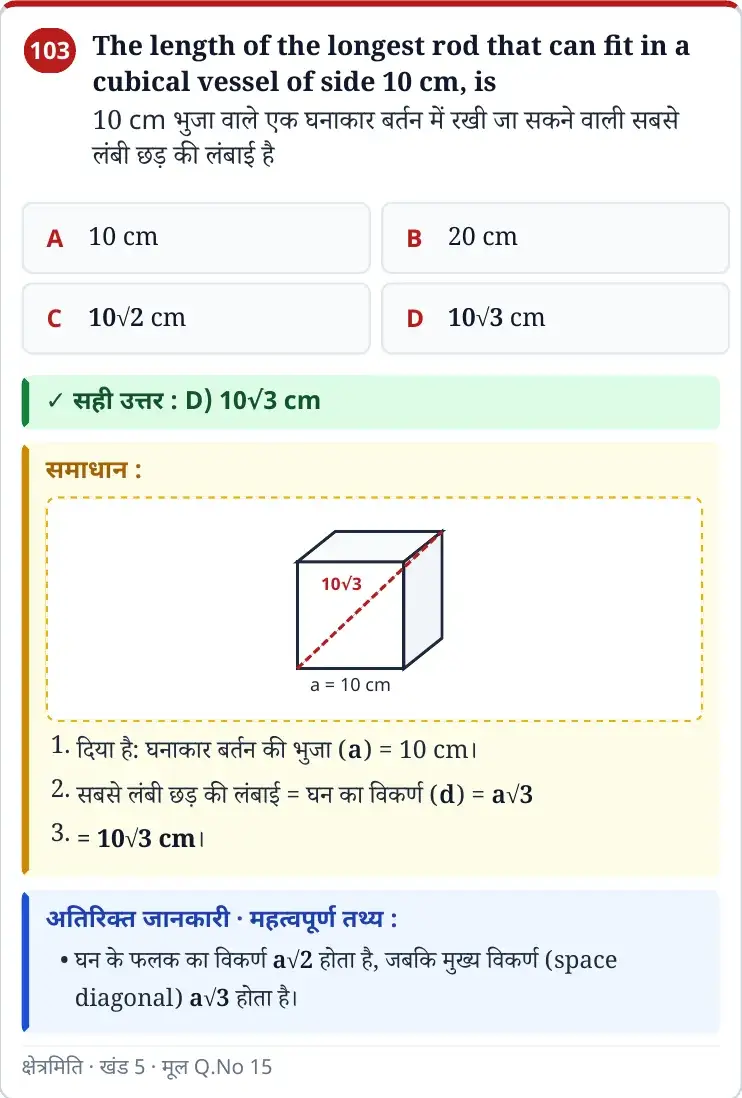 103 The length of the longest rod that can fit in a
cubical vessel of side 10 cm, is
10 cm भुजा वाले एक घनाकार बर्तन में रखी जा सकने वाली सबसे
लंबी छड़ की लंबाई है
A 10 cm
B 20 cm
C 10√2 cm
D 10√3 cm
✓ सही उत्तर : D) 10√3 cm
समाधान :
10√3
a = 10 cm
1. दिया है: घनाकार बर्तन की भुजा (a) = 10 cm।
2. सबसे लंबी छड़ की लंबाई = घन का विकर्ण (d) = a√3
3. = 10√3 cm।
अतिरिक्त जानकारी · महत्वपूर्ण तथ्य :
• घन के फलक का विकर्ण a√2 होता है, जबकि मुख्य विकर्ण (space
diagonal) a√3 होता है।
क्षेत्रमिति · खंड 5 · मूल Q.No 15